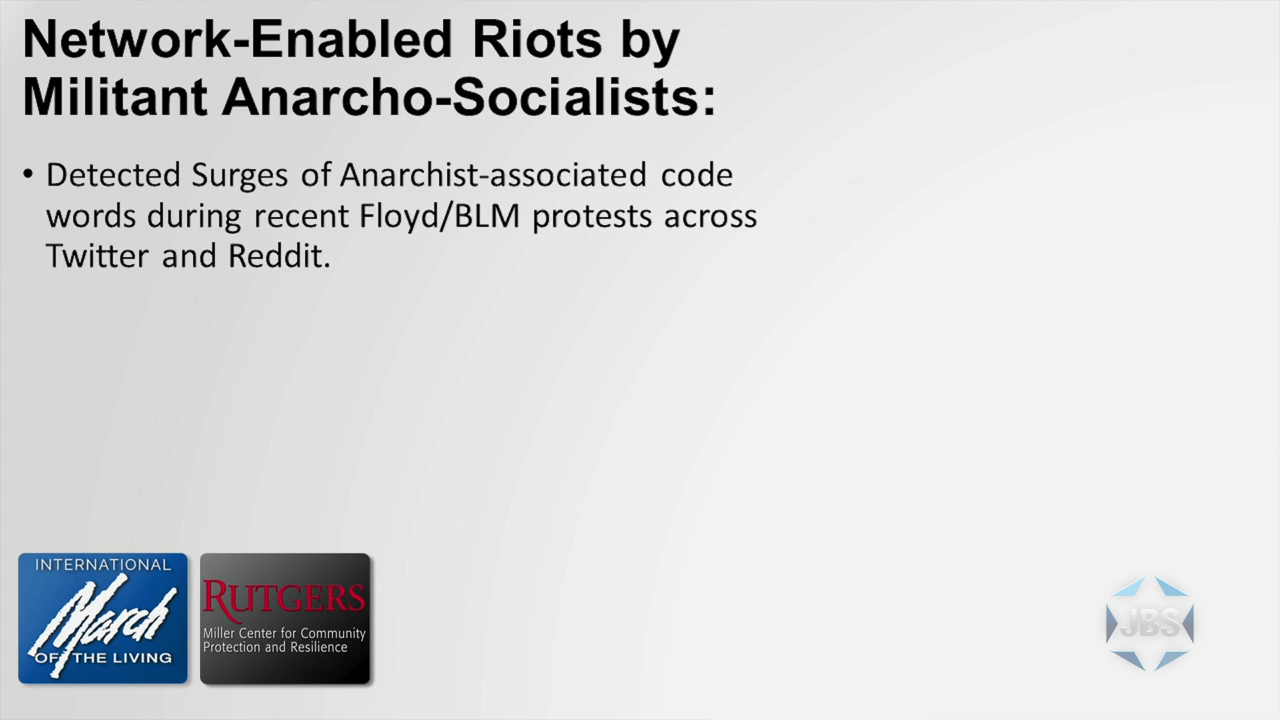 Network-Enabled Riots by
Militant Anarcho-Socialists:
• Detected Surges of Anarchist-associated code
words during recent Floyd/BLM protests across
Twitter and Reddit.
INTERNATIONAL
March
OF THE LIVING
RUTGERS
Miller Center for Community
Protection and Resilience
JBS